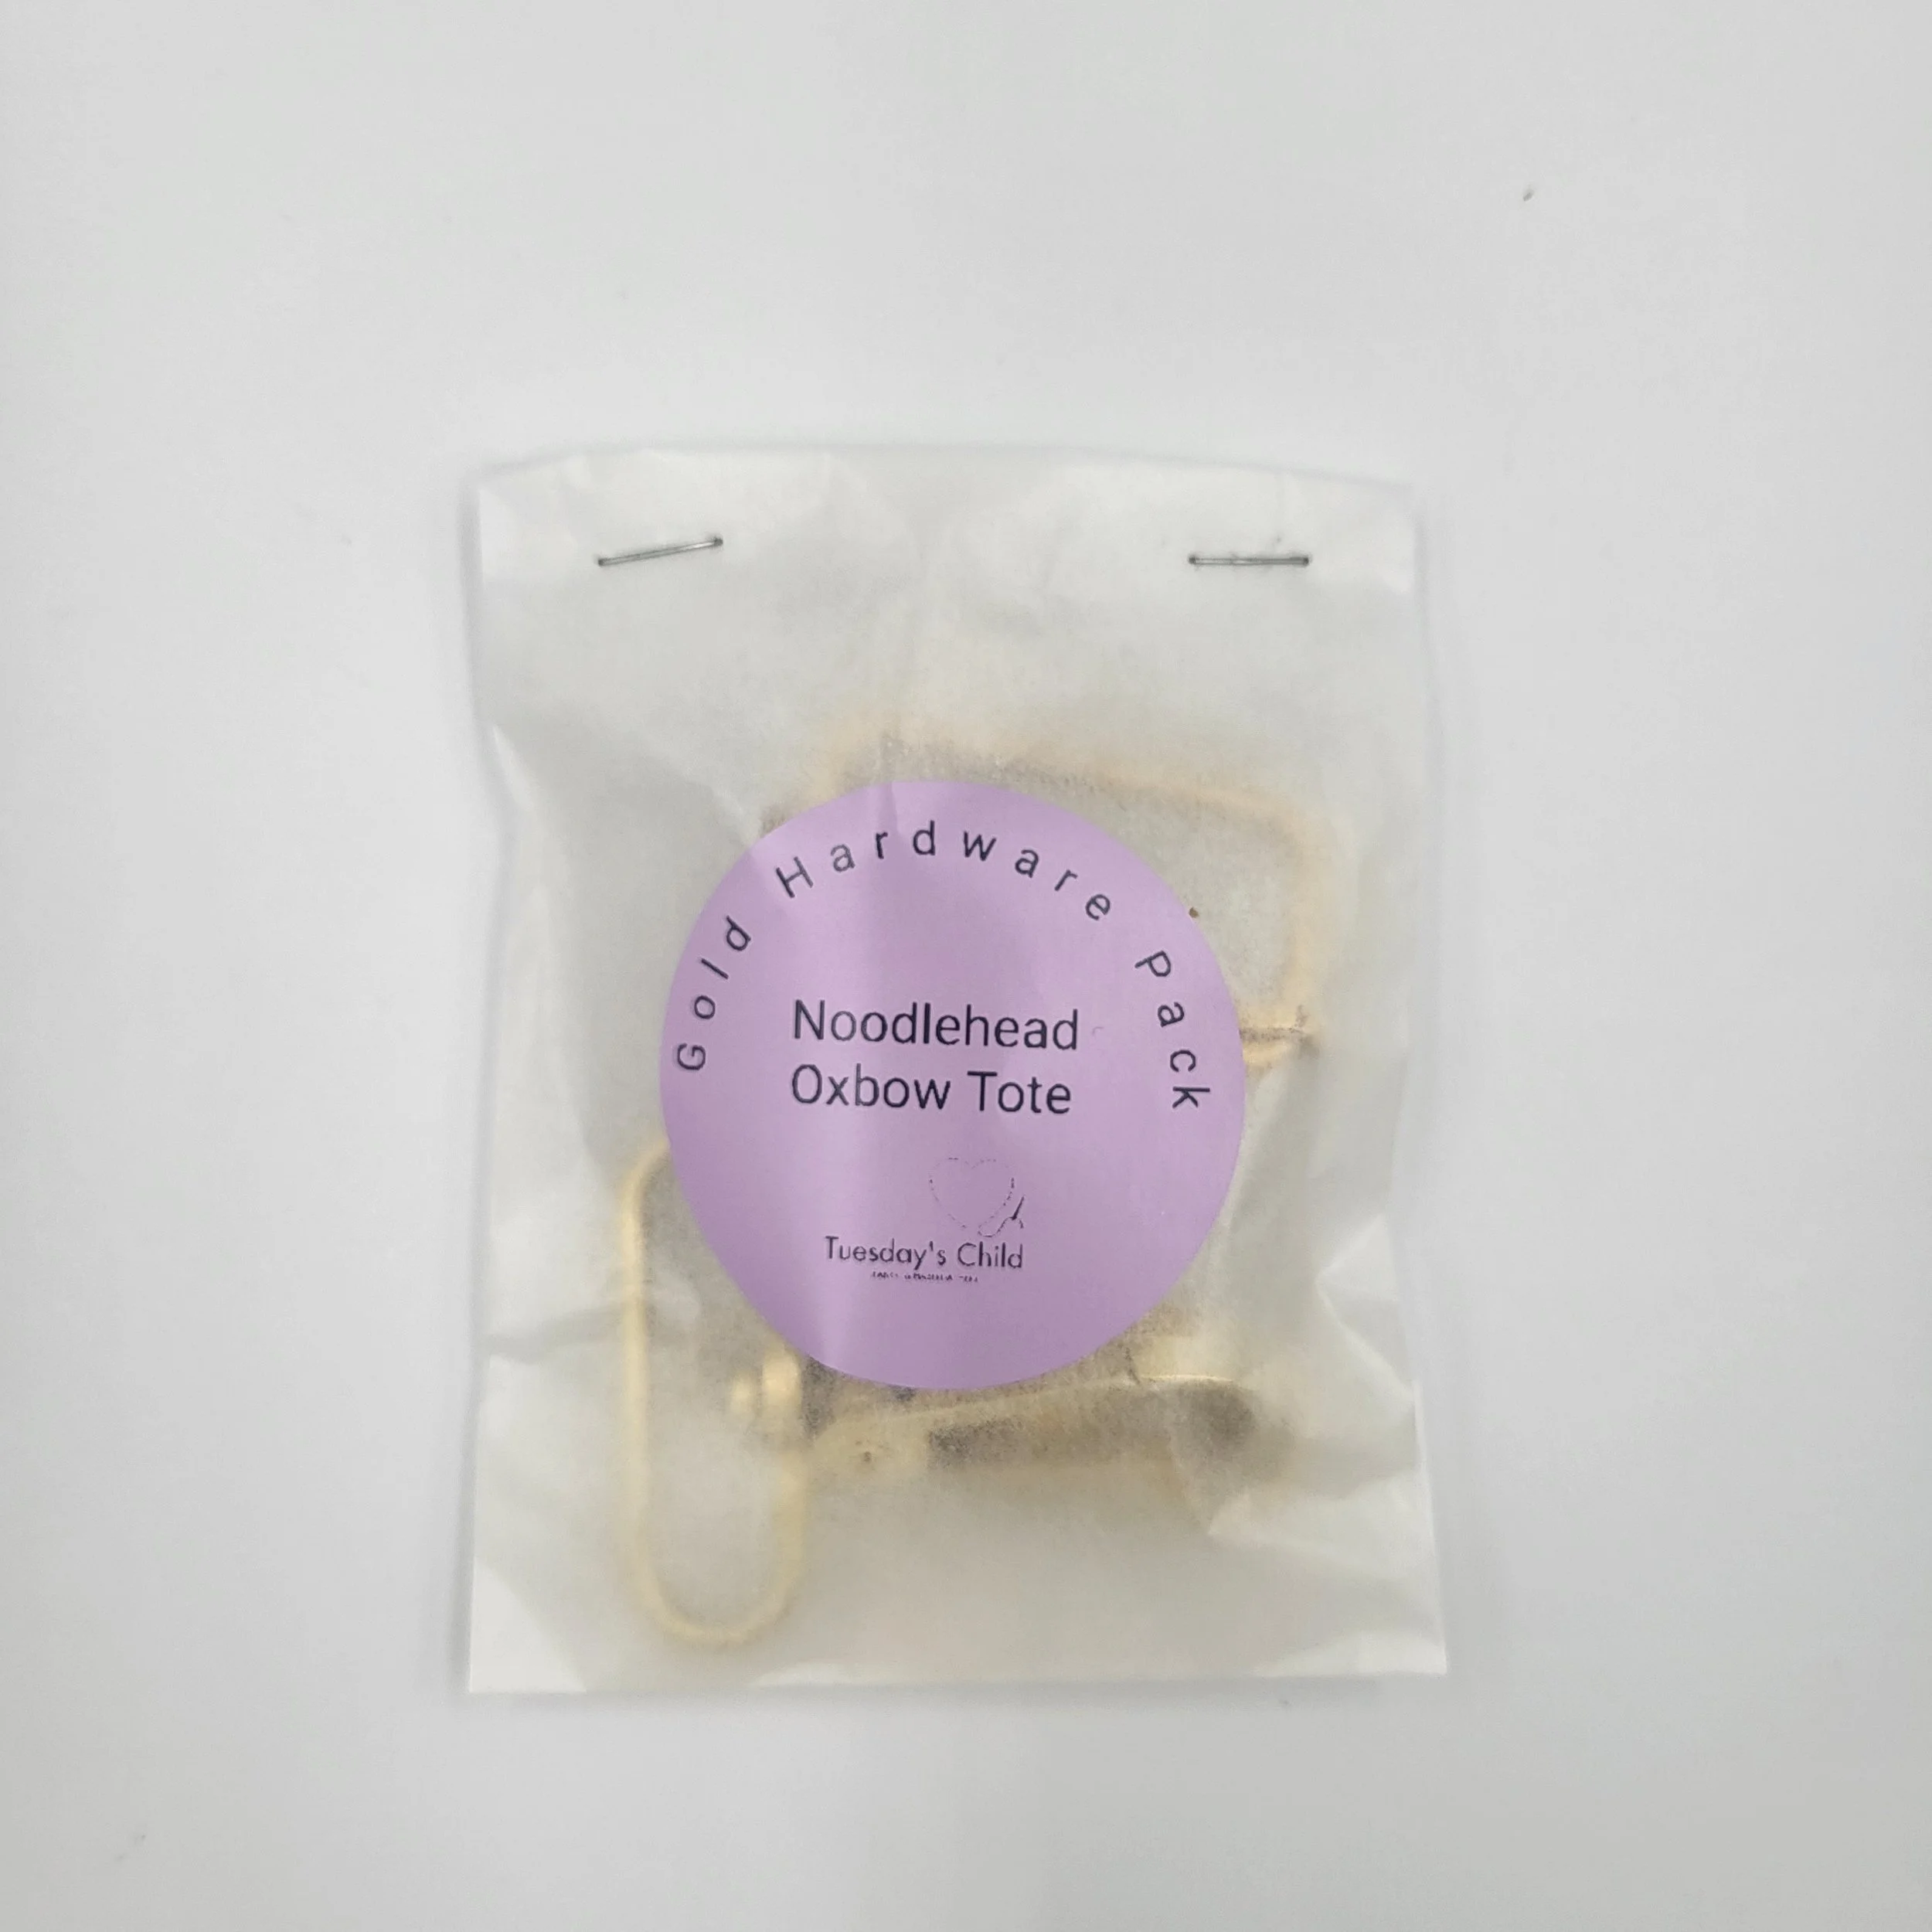 Gold Hardware Pack
Noodlehead
Oxbow Tote
Tuesday's Child